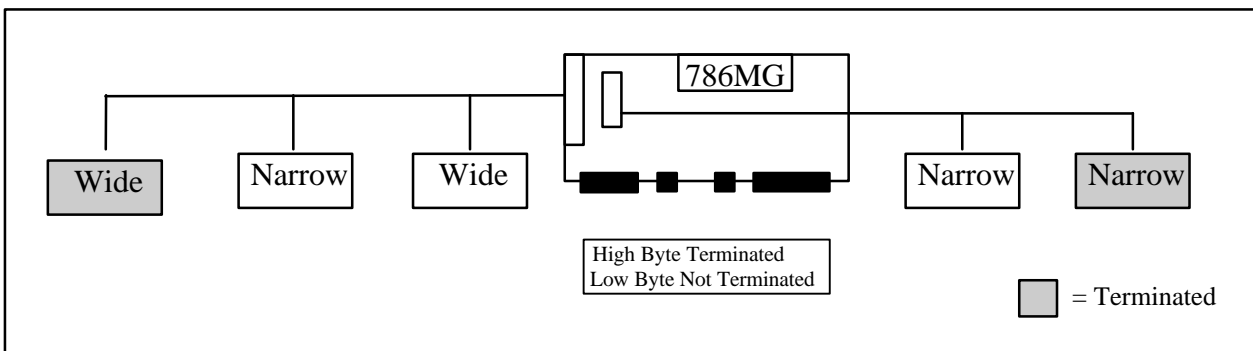 786MG
Wide
Narrow
Wide
Narrow
Narrow
High Byte Terminated
Low Byte Not Terminated
= Terminated